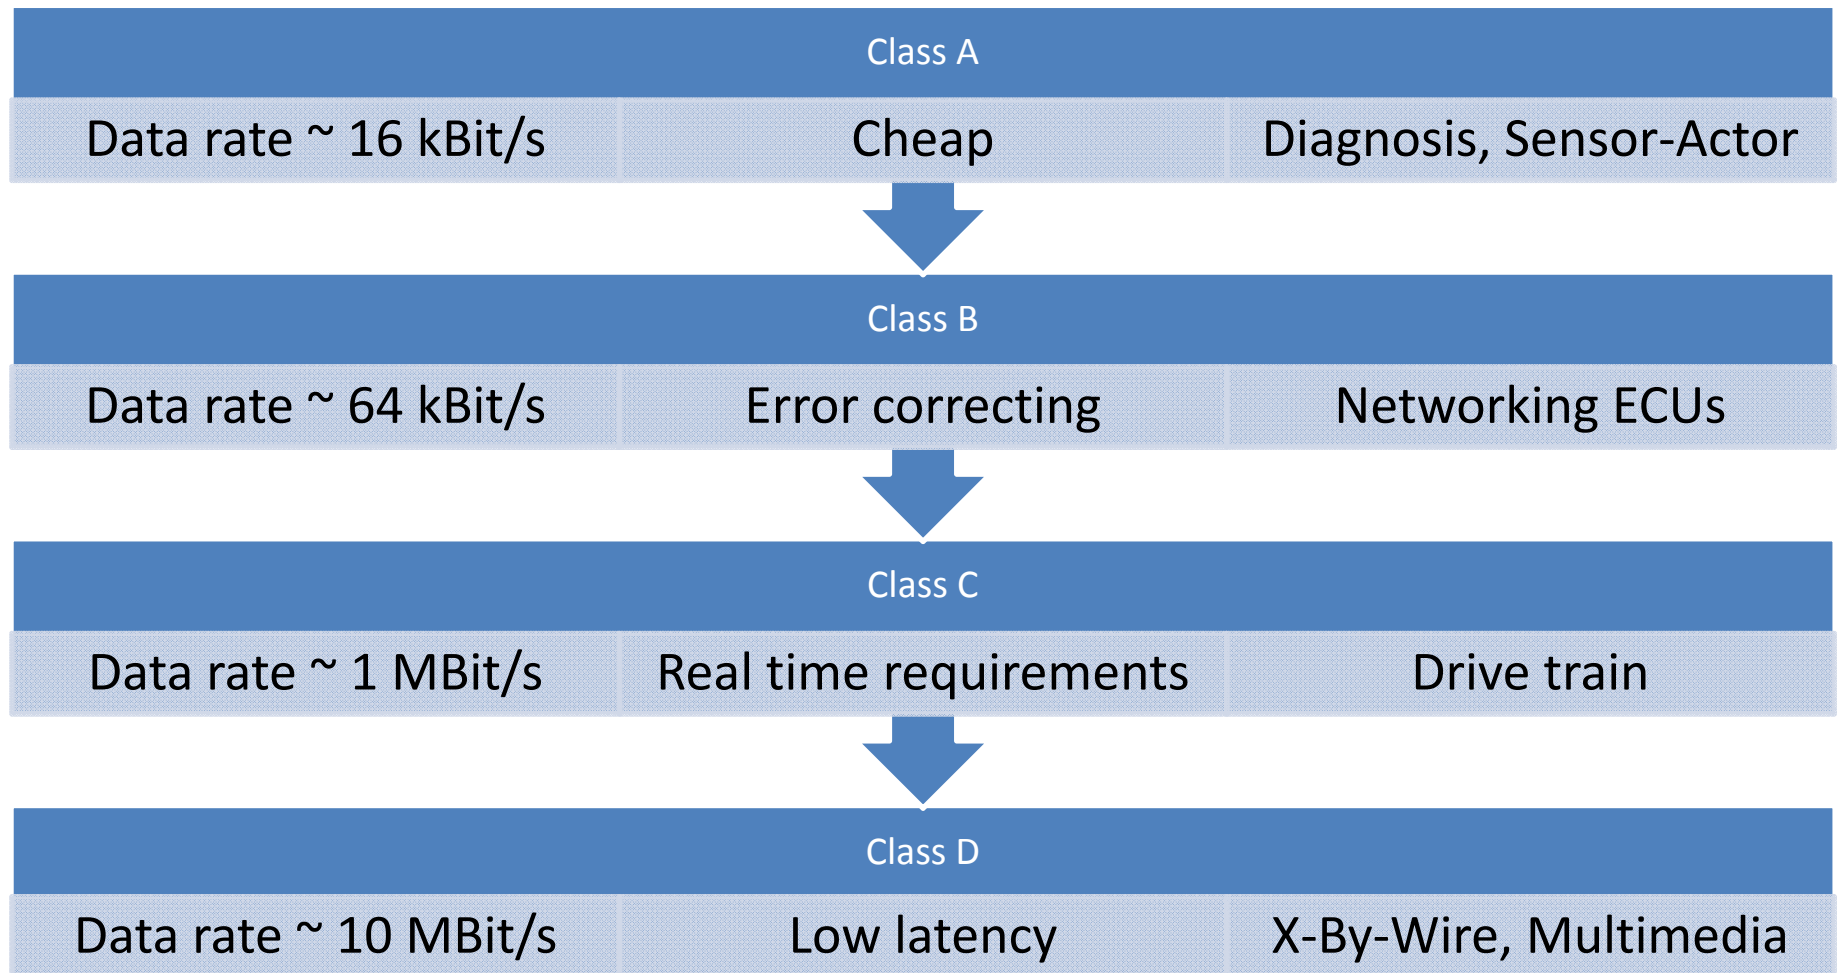 Class A
Data rate ~ 16 kBit/s Cheap Diagnosis, Sensor-Actor
Class B
Data rate ~ 64 kBit/s Error correcting Networking ECUs
Class C
Data rate ~ 1 MBit/s Real time requirements Drive train
Class D
Data rate ~ 10 MBit/s Low latency X-By-Wire, Multimedia